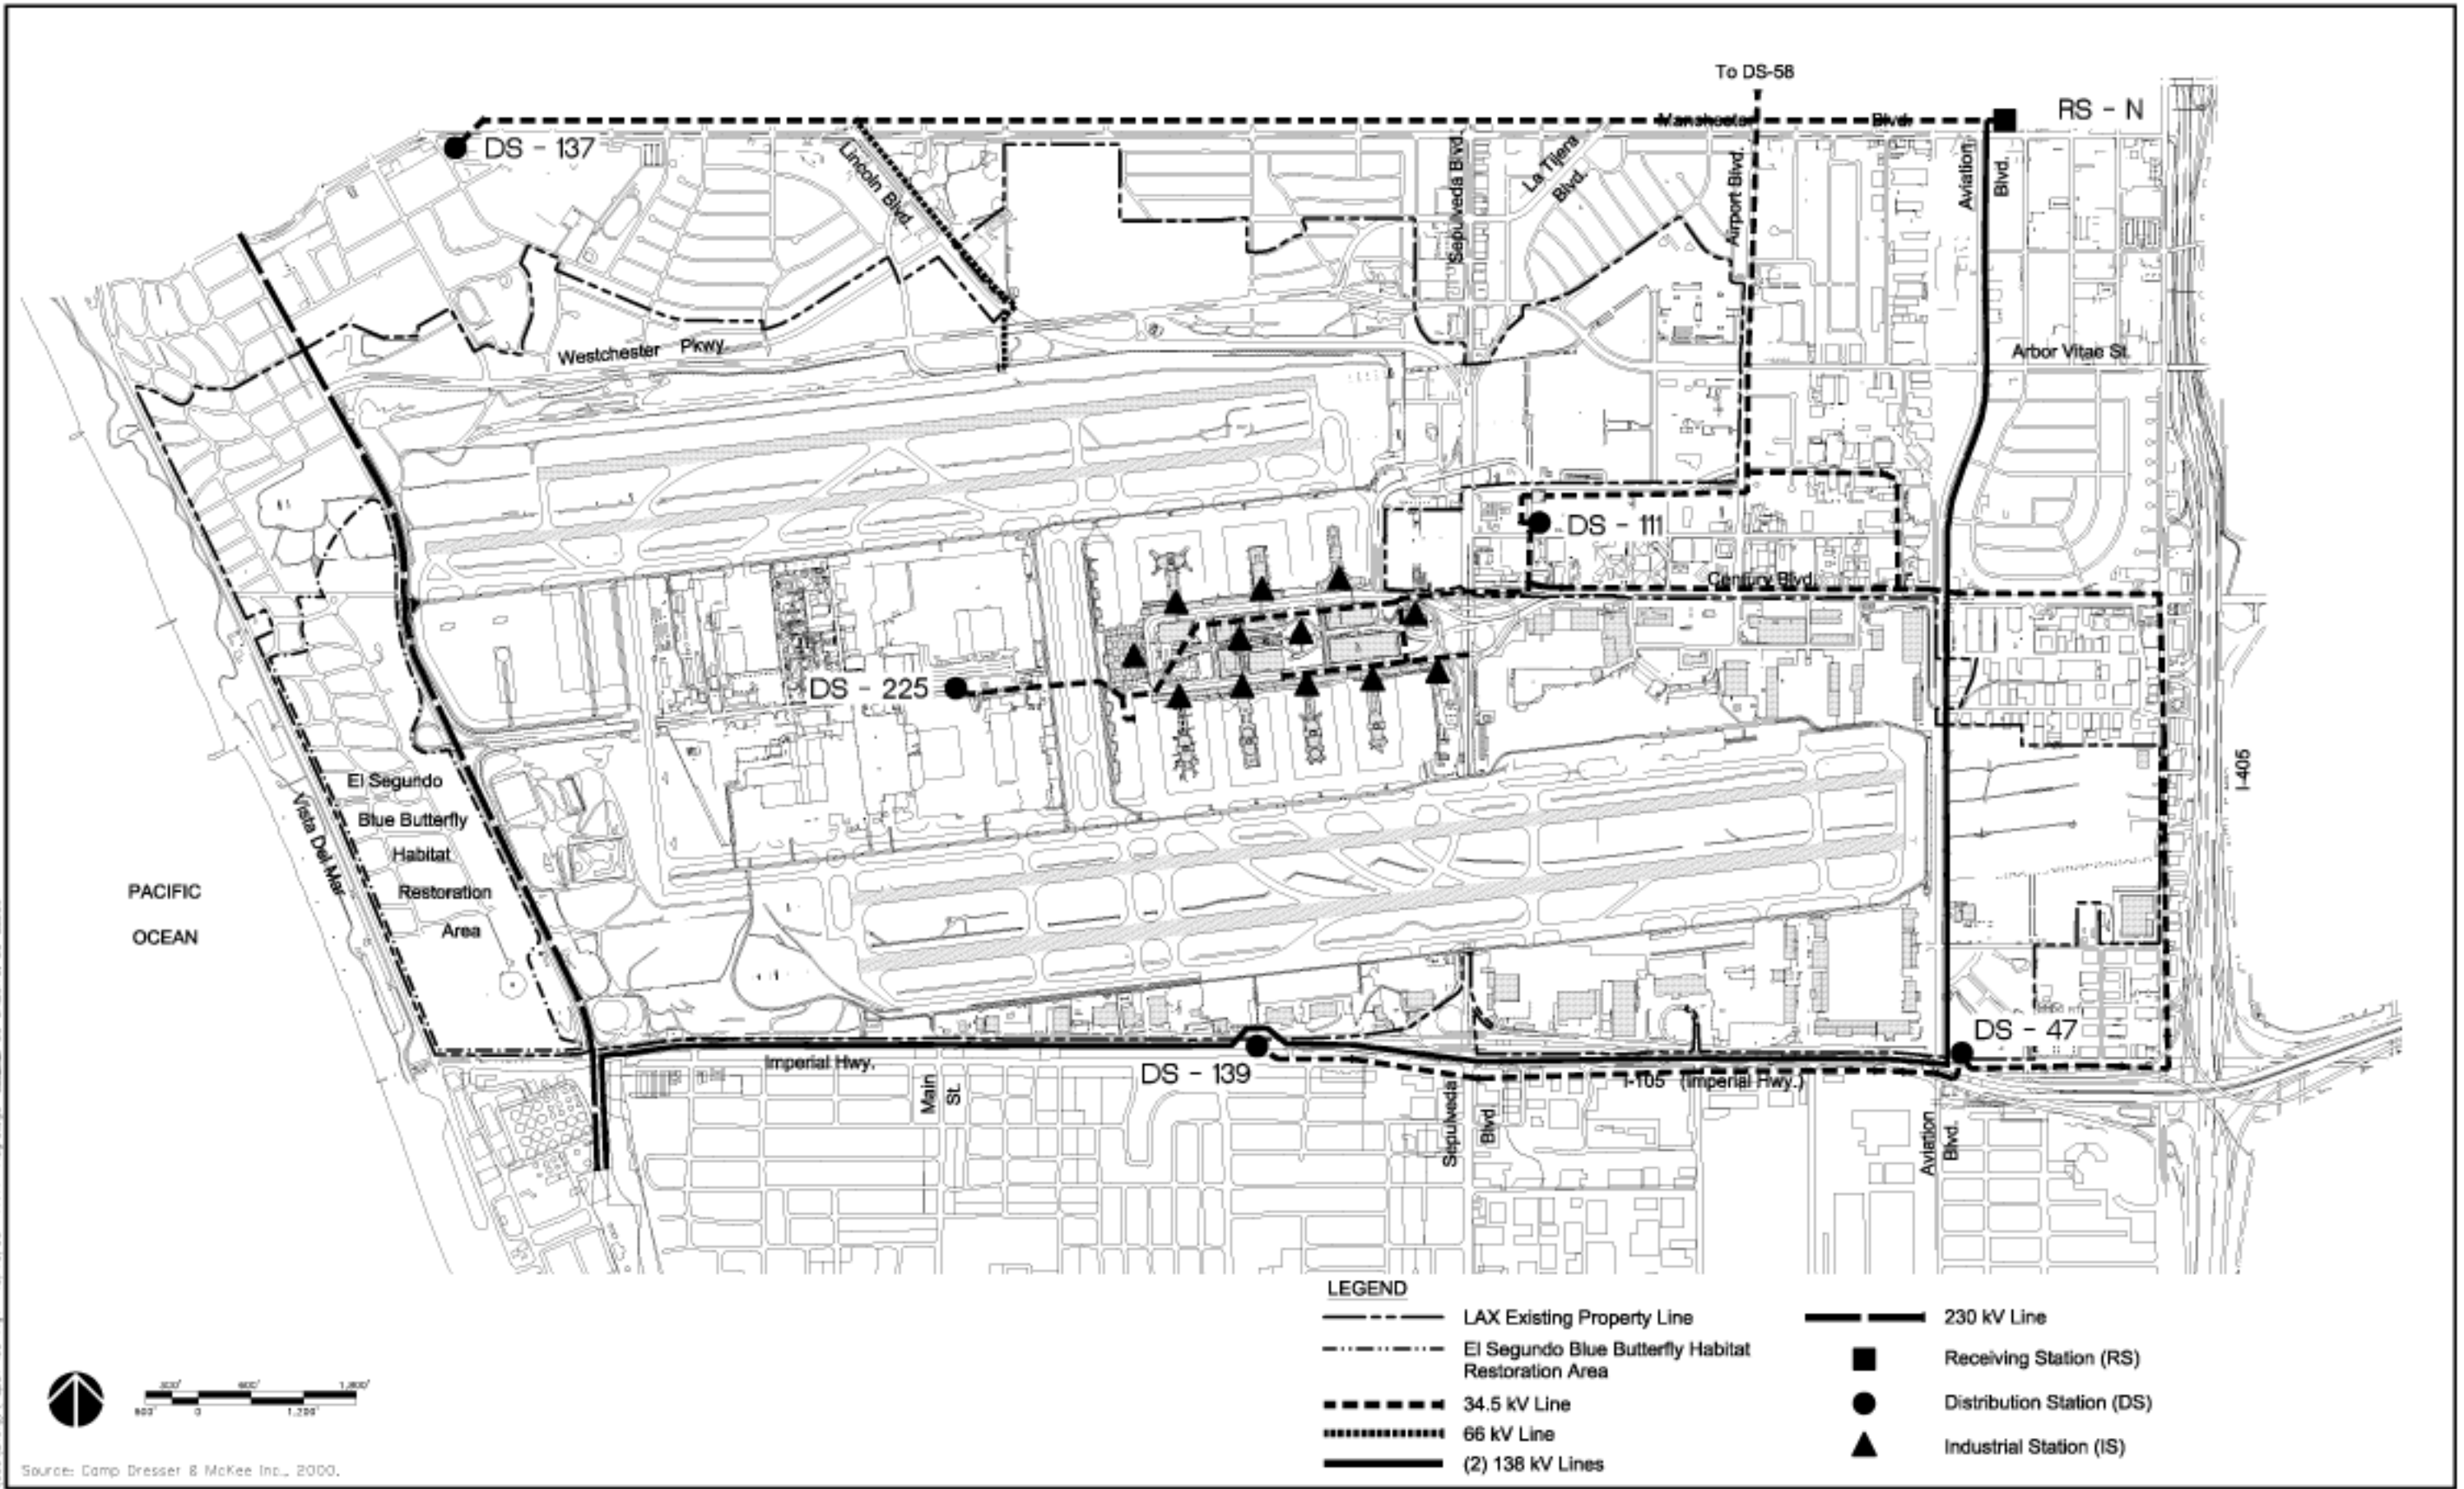 To DS-58
Manchester Blvd.
RS - N
DS - 137
Lincoln Blvd.
Sepulveda Blvd.
La Tijera
Blvd.
Airport Blvd.
Aviation
Blvd.
Westchester Pkwy.
Arbor Vitae St.
DS - 111
Century Blvd.
DS - 225
I-405
El Segundo
Blue Butterfly
Habitat
Restoration
Area
Vista Del Mar
PACIFIC
OCEAN
DS - 47
Imperial Hwy.
DS - 139
I-105 (Imperial Hwy.)
Main
St.
Sepulveda
Blvd.
Aviation
Blvd.
LEGEND
LAX Existing Property Line
El Segundo Blue Butterfly Habitat
Restoration Area
34.5 kV Line
66 kV Line
(2) 138 kV Lines
230 kV Line
Receiving Station (RS)
Distribution Station (DS)
Industrial Station (IS)
600'
0
1,200'
Source: Camp Dresser & McKee Inc., 2000.